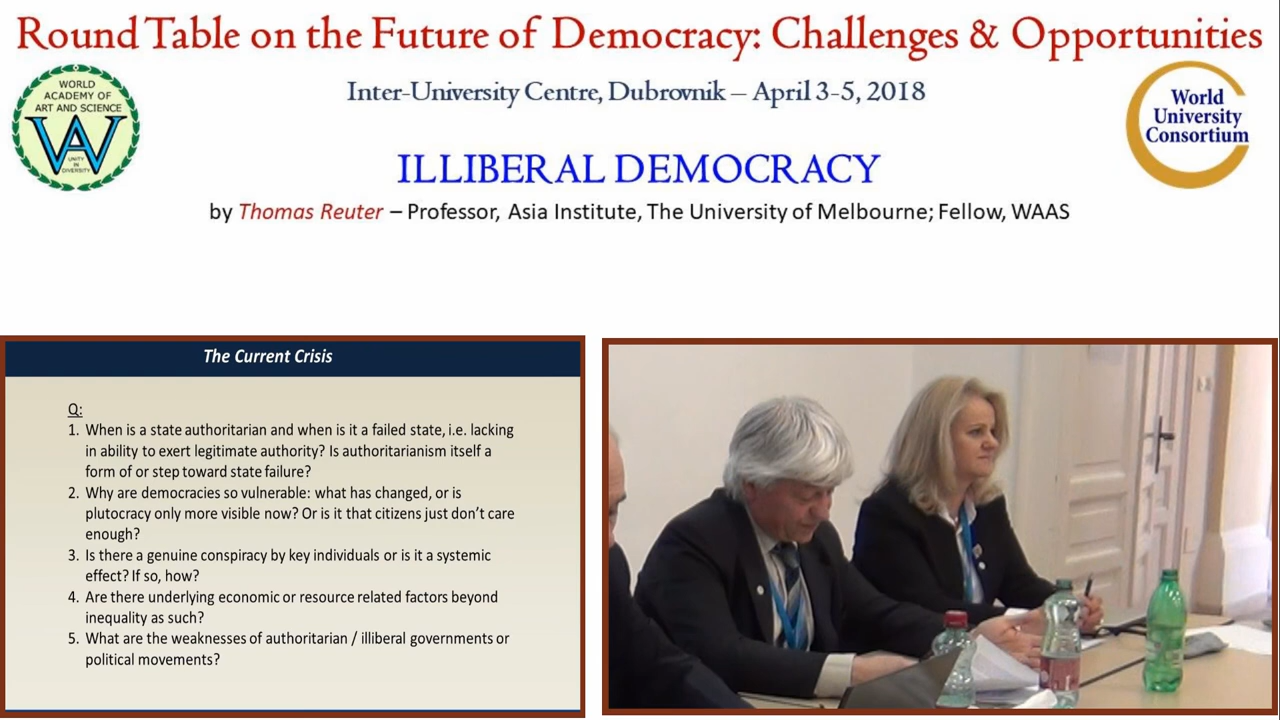 Round Table on the Future of Democracy: Challenges & Opportunities
Inter-University Centre, Dubrovnik – April 3-5, 2018
WORLD
ACADEMY OF
ART AND SCIENCE
WA
UNITY
IN
DIVERSITY
World
University
Consortium
ILLIBERAL DEMOCRACY
by Thomas Reuter – Professor, Asia Institute, The University of Melbourne; Fellow, WAAS
The Current Crisis
Q:
1. When is a state authoritarian and when is it a failed state, i.e. lacking
in ability to exert legitimate authority? Is authoritarianism itself a
form of or step toward state failure?
2. Why are democracies so vulnerable: what has changed, or is
plutocracy only more visible now? Or is it that citizens just don't care
enough?
3. Is there a genuine conspiracy by key individuals or is it a systemic
effect? If so, how?
4. Are there underlying economic or resource related factors beyond
inequality as such?
5. What are the weaknesses of authoritarian / illiberal governments or
political movements?